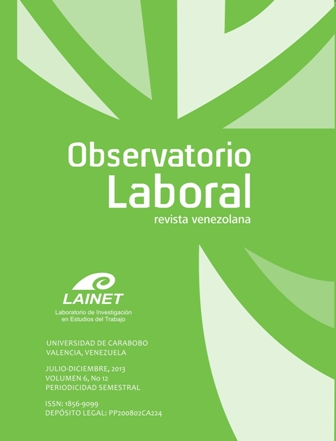 Observatorio
Laboral
revista venezolana
LAINET
Laboratorio de Investigación
en Estudios del Trabajo
UNIVERSIDAD DE CARABOBO
VALENCIA, VENEZUELA
JULIO-DICIEMBRE, 2013
VOLUMEN 6, No 12
PERIODICIDAD SEMESTRAL
ISSN: 1856-9099
DEPÓSITO LEGAL: PP200802CA224